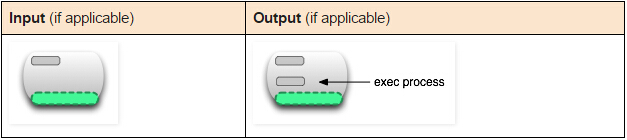 Input (if applicable)
Output (if applicable)
exec process